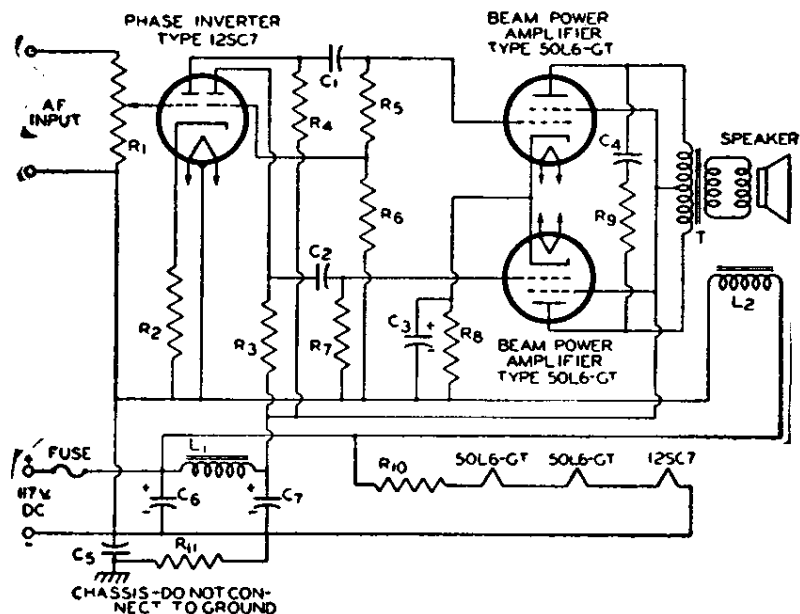 PHASE INVERTER
TYPE 12SC7
BEAM POWER
AMPLIFIER
TYPE 50L6-GT
AF
INPUT
R1
C1
R4
R5
C4
SPEAKER
R6
R9
T
C2
L2
R2
R3
R7
C3
+
-
R8
BEAM POWER
AMPLIFIER
TYPE 50L6-GT
+
FUSE
L1
R10
50L6-GT
50L6-GT
12SC7
117 V.
DC
-
+
-
C6
+
-
C7
C5
R11
CHASSIS-DO NOT CON-
NECT TO GROUND